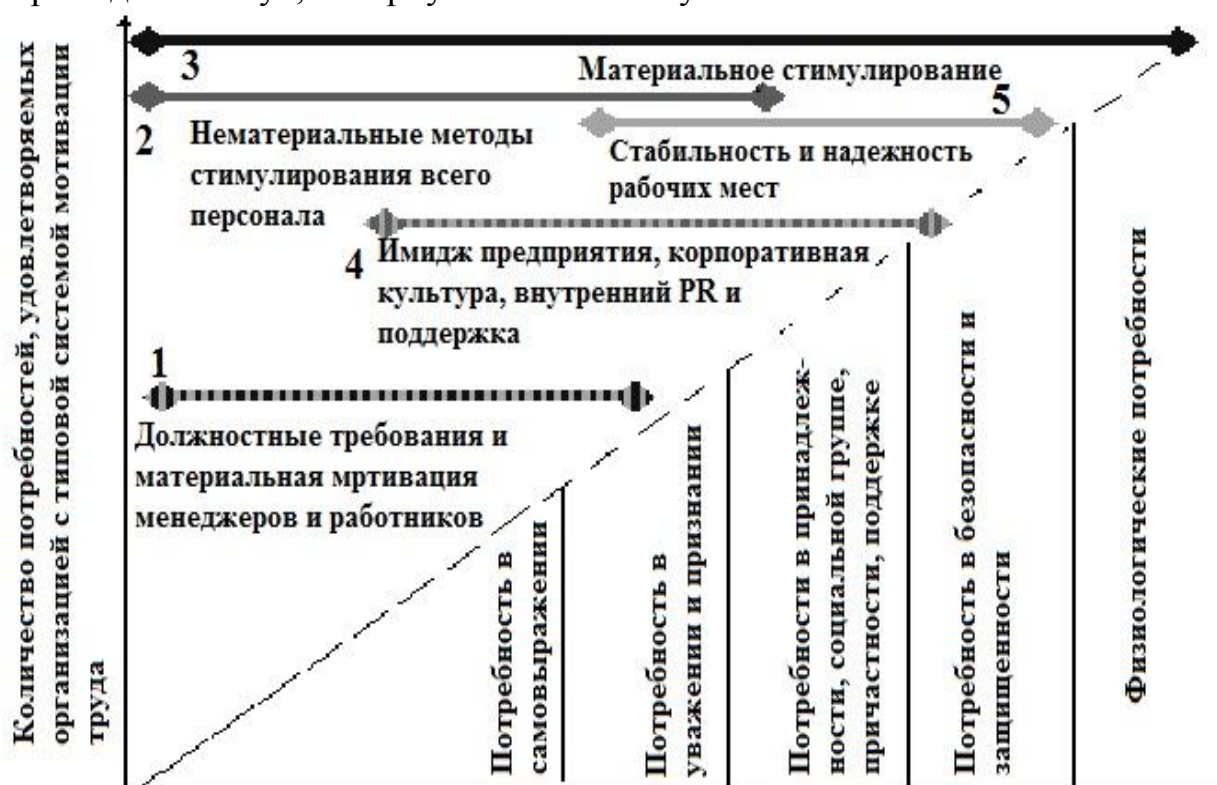 3
Материальное стимулирование
5
2
Нематериальные методы
стимулирования всего
персонала
Стабильность и надежность
рабочих мест
4
Имидж предприятия, корпоративная
культура, внутренний PR и
поддержка
1
Должностные требования и
материальная мртивация
менеджеров и работников
Количество потребностей, удовлетворяемых
организацией с типовой системой мотивации
труда
Потребность в
самовыражении
Потребность в
уважении и признании
Потребности в принадлеж-
ности, социальной группе,
причастности, поддержке
Потребность в безопасности и
защищенности
Физиологические потребности